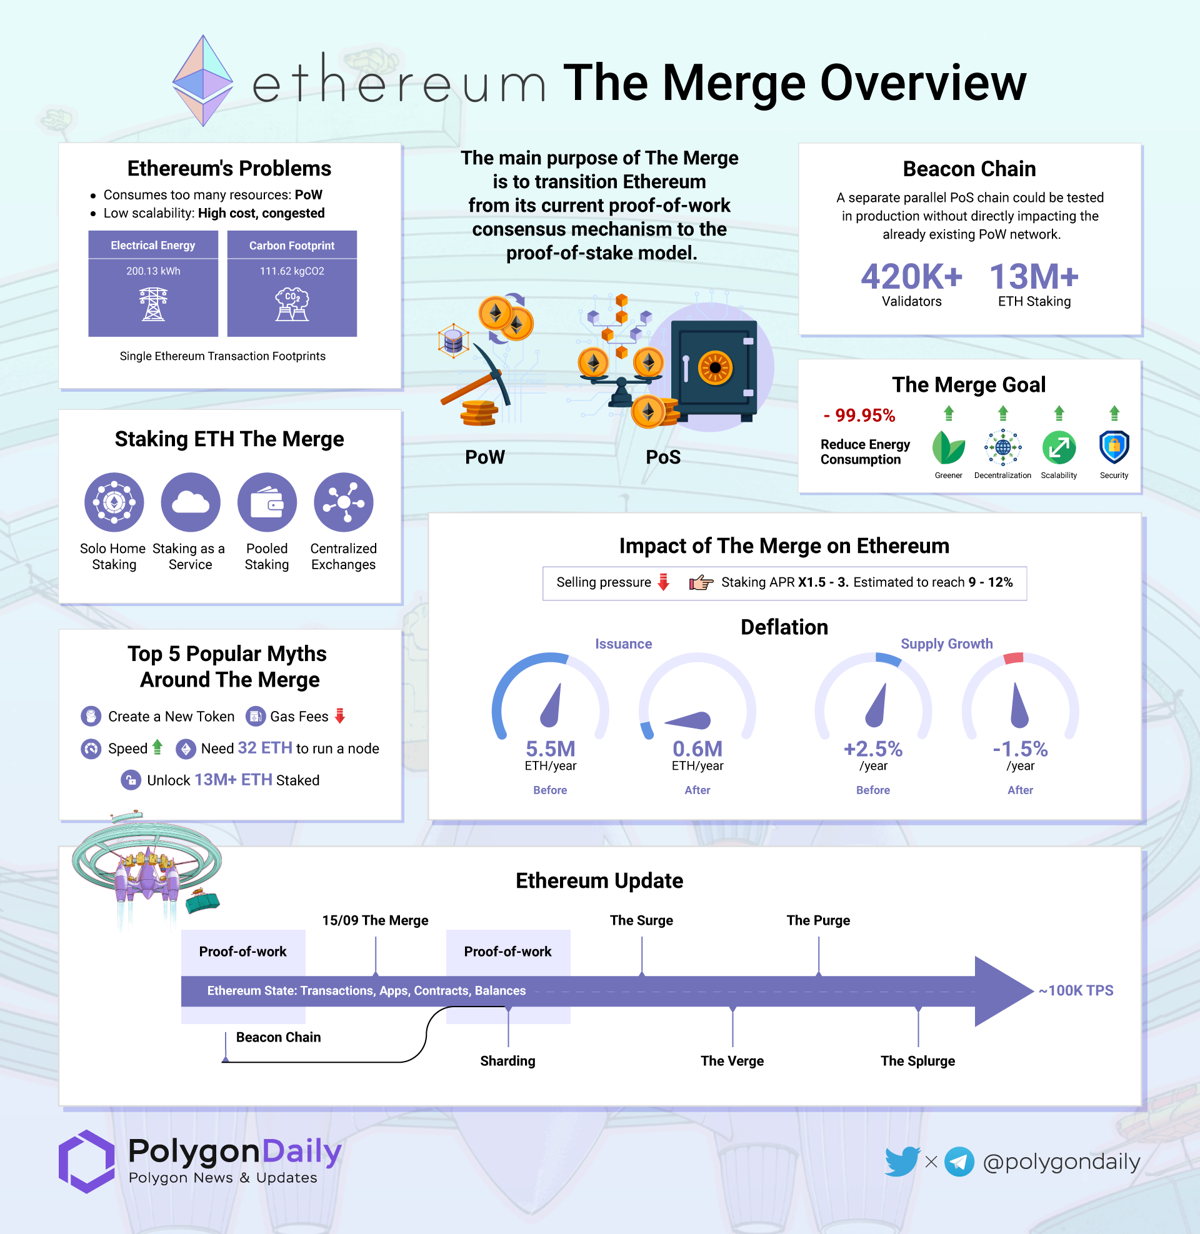 ethereum The Merge Overview
Ethereum's Problems
• Consumes too many resources: PoW
• Low scalability: High cost, congested
Electrical Energy
200.13 kWh
Carbon Footprint
111.62 kgCO2
CO2
Single Ethereum Transaction Footprints
The main purpose of The Merge
is to transition Ethereum
from its current proof-of-work
consensus mechanism to the
proof-of-stake model.
PoW
PoS
Beacon Chain
A separate parallel PoS chain could be tested
in production without directly impacting the
already existing PoW network.
420K+
Validators
13M+
ETH Staking
The Merge Goal
- 99.95%
Reduce Energy
Consumption
Greener
Decentralization
Scalability
Security
Staking ETH The Merge
Solo Home
Staking
Staking as a
Service
Pooled
Staking
Centralized
Exchanges
Impact of The Merge on Ethereum
Selling pressure
Staking APR X1.5 - 3. Estimated to reach 9 - 12%
Deflation
Issuance
5.5M
ETH/year
Before
0.6M
ETH/year
After
Supply Growth
+2.5%
/year
Before
-1.5%
/year
After
Top 5 Popular Myths
Around The Merge
Create a New Token
Gas Fees
Speed
Need 32 ETH to run a node
Unlock 13M+ ETH Staked
Ethereum Update
15/09 The Merge
The Surge
The Purge
Proof-of-work
Proof-of-work
Ethereum State: Transactions, Apps, Contracts, Balances
~100K TPS
Beacon Chain
Sharding
The Verge
The Splurge
PolygonDaily
Polygon News & Updates
× @polygondaily